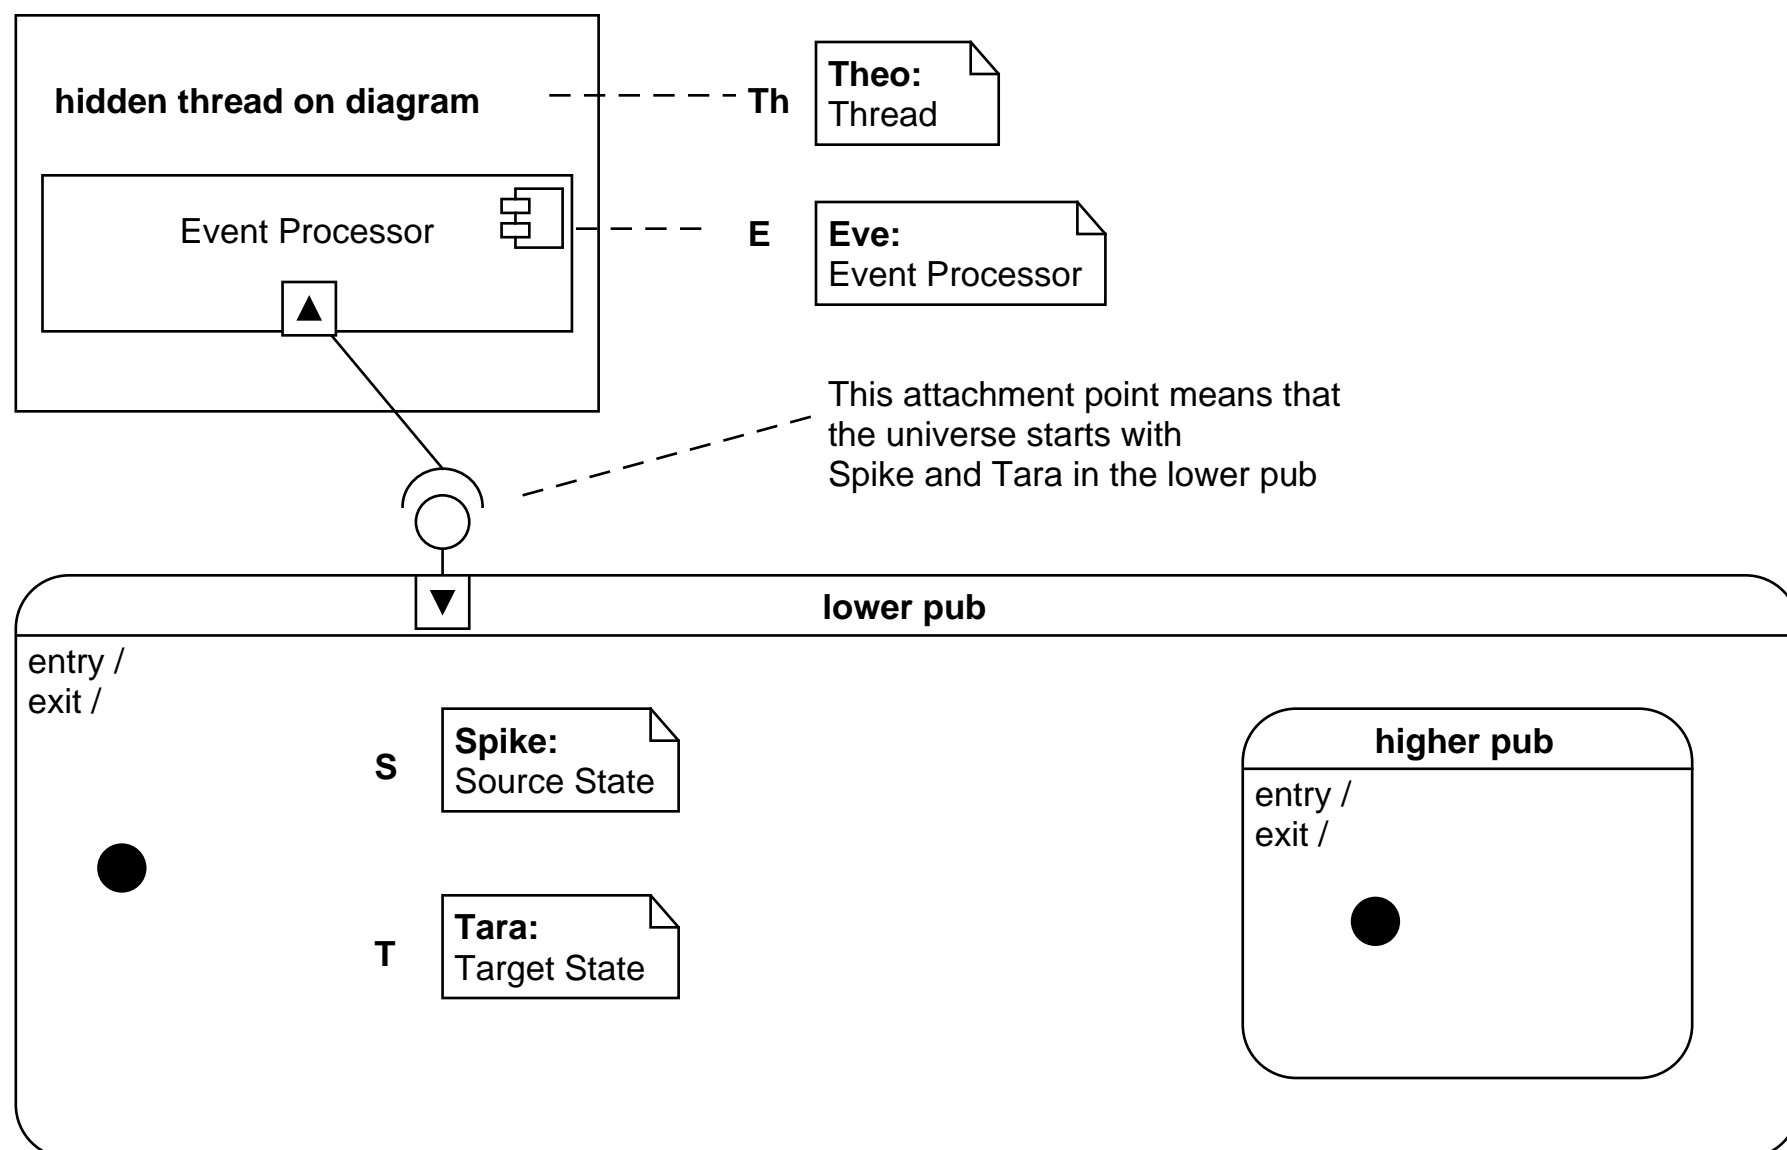 hidden thread on diagram
Th
Theo:
Thread
Event Processor
E
Eve:
Event Processor
This attachment point means that
the universe starts with
Spike and Tara in the lower pub
lower pub
entry /
exit /
S
Spike:
Source State
T
Tara:
Target State
higher pub
entry /
exit /